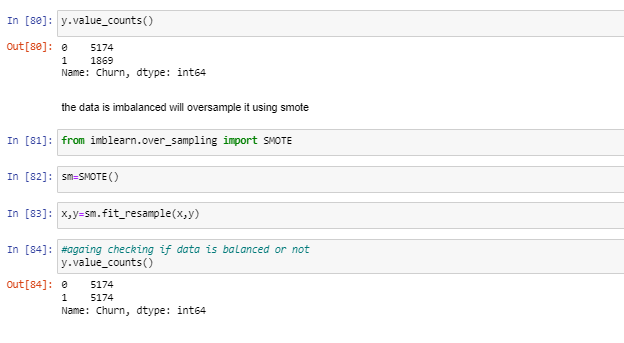 In [80]: y.value_counts()
Out[80]: 0    5174
1    1869
Name: Churn, dtype: int64
the data is imbalanced will oversample it using smote
In [81]: from imblearn.over_sampling import SMOTE
In [82]: sm=SMOTE()
In [83]: x,y=sm.fit_resample(x,y)
In [84]: #againg checking if data is balanced or not
y.value_counts()
Out[84]: 0    5174
1    5174
Name: Churn, dtype: int64